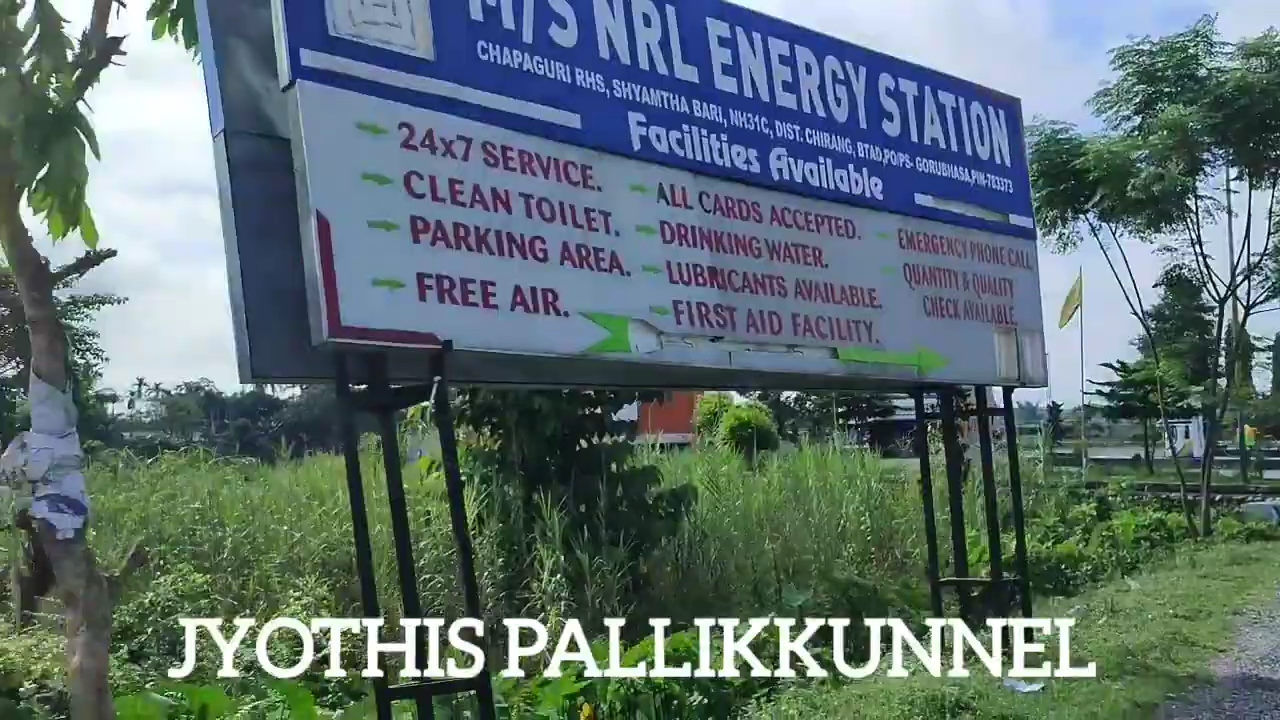 M/S NRL ENERGY STATION
CHAPAGURI RHS, SHYAMTHA BARI, NH31C, DIST. CHIRANG, BTAD,PO/PS- GORUBHASA,PIN-783373
Facilities Available
24x7 SERVICE.
CLEAN TOILET.
PARKING AREA.
FREE AIR.
ALL CARDS ACCEPTED.
DRINKING WATER.
LUBRICANTS AVAILABLE.
FIRST AID FACILITY.
EMERGENCY PHONE CALL.
QUANTITY & QUALITY
CHECK AVAILABLE.
JYOTHIS PALLIKKUNNEL